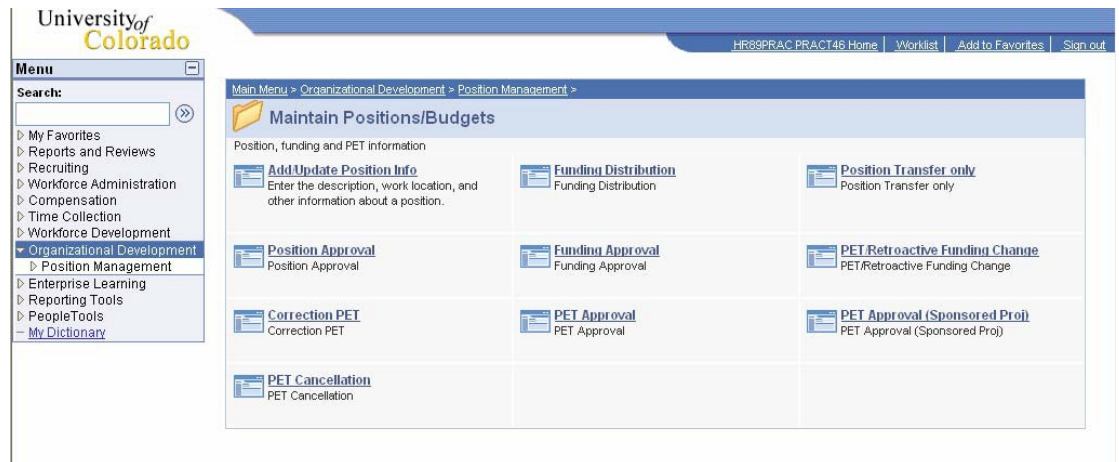 University of
Colorado
HR89PRAC PRACT46 Home Worklist Add to Favorites Sign out
Menu
Search:
My Favorites
Reports and Reviews
Recruiting
Workforce Administration
Compensation
Time Collection
Workforce Development
Organizational Development
Position Management
Enterprise Learning
Reporting Tools
PeopleTools
– My Dictionary
Main Menu > Organizational Development > Position Management >
Maintain Positions/Budgets
Position, funding and PET information
Add/Update Position Info
Enter the description, work location, and
other information about a position.
Funding Distribution
Funding Distribution
Position Transfer only
Position Transfer only
Position Approval
Position Approval
Funding Approval
Funding Approval
PET/Retroactive Funding Change
PET/Retroactive Funding Change
Correction PET
Correction PET
PET Approval
PET Approval
PET Approval (Sponsored Proj)
PET Approval (Sponsored Proj)
PET Cancellation
PET Cancellation